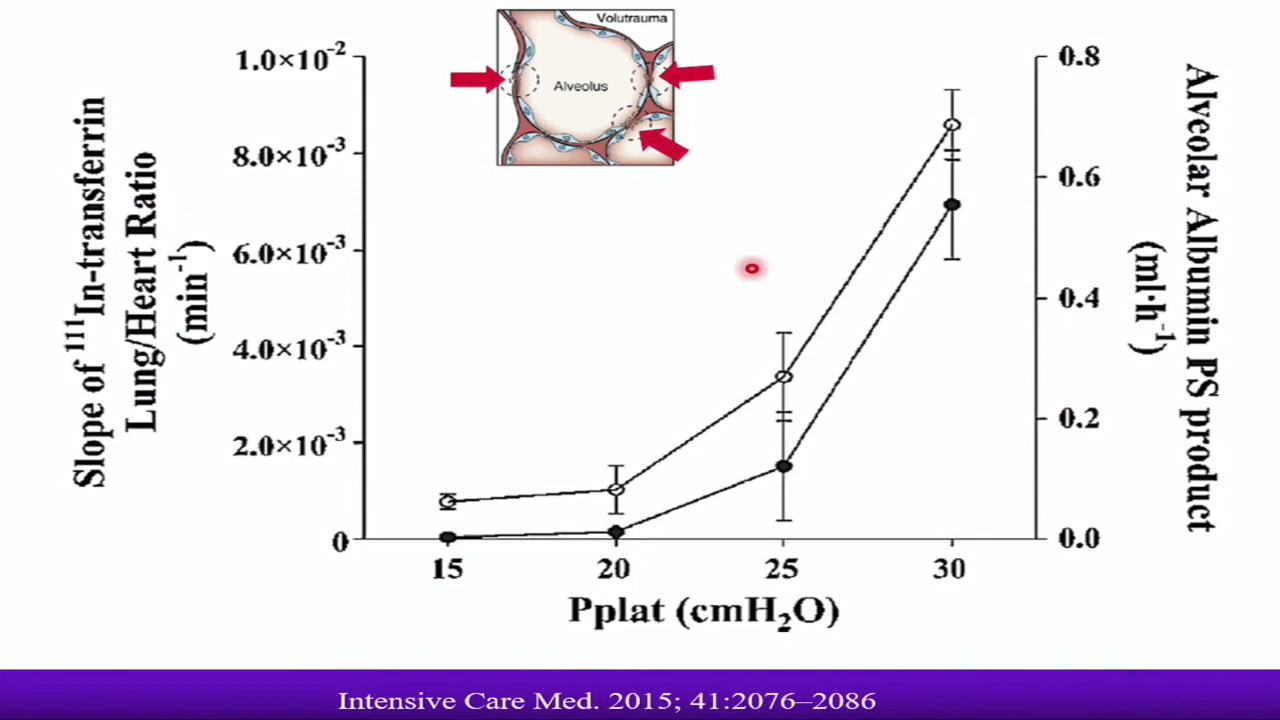 Volutrauma
Alveolus
1.0×10⁻²
8.0×10⁻³
6.0×10⁻³
4.0×10⁻³
2.0×10⁻³
0
Slope of ¹¹¹In-transferrin
Lung/Heart Ratio
(min⁻¹)
0.8
0.6
0.4
0.2
0.0
Alveolar Albumin PS product
(ml·h⁻¹)
15 20 25 30
Pplat (cmH₂O)
Intensive Care Med. 2015; 41:2076–2086